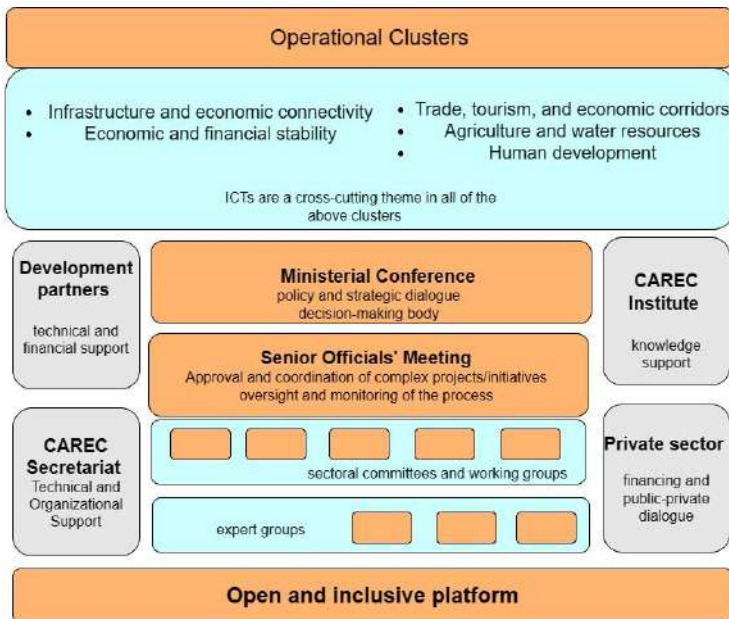 Operational Clusters
• Infrastructure and economic connectivity
• Economic and financial stability
• Trade, tourism, and economic corridors
• Agriculture and water resources
• Human development
ICTs are a cross-cutting theme in all of the
above clusters
Development
partners
technical and
financial support
Ministerial Conference
policy and strategic dialogue
decision-making body
CAREC
Institute
knowledge
support
Senior Officials' Meeting
Approval and coordination of complex projects/initiatives
oversight and monitoring of the process
CAREC
Secretariat
Technical and
Organizational
Support
sectoral committees and working groups
expert groups
Private sector
financing and
public-private
dialogue
Open and inclusive platform